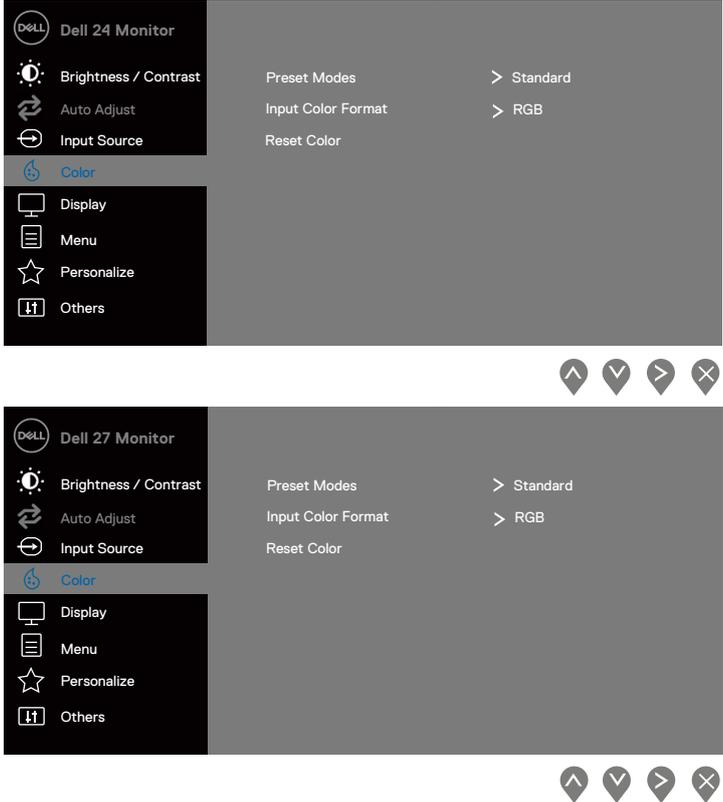 DELL Dell 24 Monitor
Brightness / Contrast Preset Modes > Standard
Auto Adjust Input Color Format > RGB
Input Source Reset Color
Color
Display
Menu
Personalize
Others
DELL Dell 27 Monitor
Brightness / Contrast Preset Modes > Standard
Auto Adjust Input Color Format > RGB
Input Source Reset Color
Color
Display
Menu
Personalize
Others